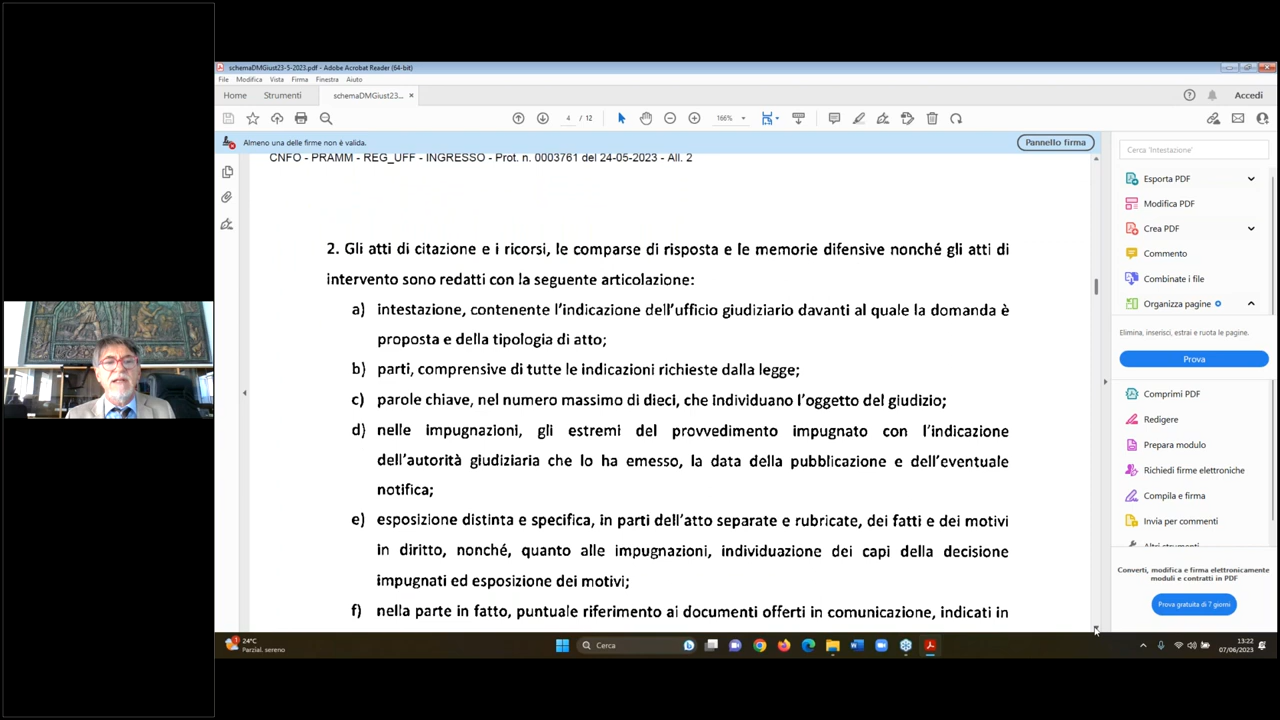 schemaDMGiust23-5-2023.pdf - Adobe Acrobat Reader (64-bit)
File Modifica Vista Firma Finestra Aiuto
Home Strumenti schemaDMGiust23... × Accedi
4 / 12 166%
Almeno una delle firme non è valida. Pannello firma
CNFO - PRAMM - REG_UFF - INGRESSO - Prot. n. 0003761 del 24-05-2023 - All. 2
2. Gli atti di citazione e i ricorsi, le comparse di risposta e le memorie difensive nonché gli atti di
intervento sono redatti con la seguente articolazione:
a) intestazione, contenente l'indicazione dell'ufficio giudiziario davanti al quale la domanda è
proposta e della tipologia di atto;
b) parti, comprensive di tutte le indicazioni richieste dalla legge;
c) parole chiave, nel numero massimo di dieci, che individuano l'oggetto del giudizio;
d) nelle impugnazioni, gli estremi del provvedimento impugnato con l'indicazione
dell'autorità giudiziaria che lo ha emesso, la data della pubblicazione e dell'eventuale
notifica;
e) esposizione distinta e specifica, in parti dell'atto separate e rubricate, dei fatti e dei motivi
in diritto, nonché, quanto alle impugnazioni, individuazione dei capi della decisione
impugnati ed esposizione dei motivi;
f) nella parte in fatto, puntuale riferimento ai documenti offerti in comunicazione, indicati in
Cerca 'Intestazione'
Esporta PDF
Modifica PDF
Crea PDF
Commento
Combinate i file
Organizza pagine
Elimina, inserisci, estrai e ruota le pagine.
Prova
Comprimi PDF
Redigere
Prepara modulo
Richiedi firme elettroniche
Compila e firma
Invia per commenti
Altri strumenti
Converti, modifica e firma elettronicamente
moduli e contratti in PDF
Prova gratuita di 7 giorni
1 24°C
Parzial. sereno
Cerca
13:22
07/06/2023